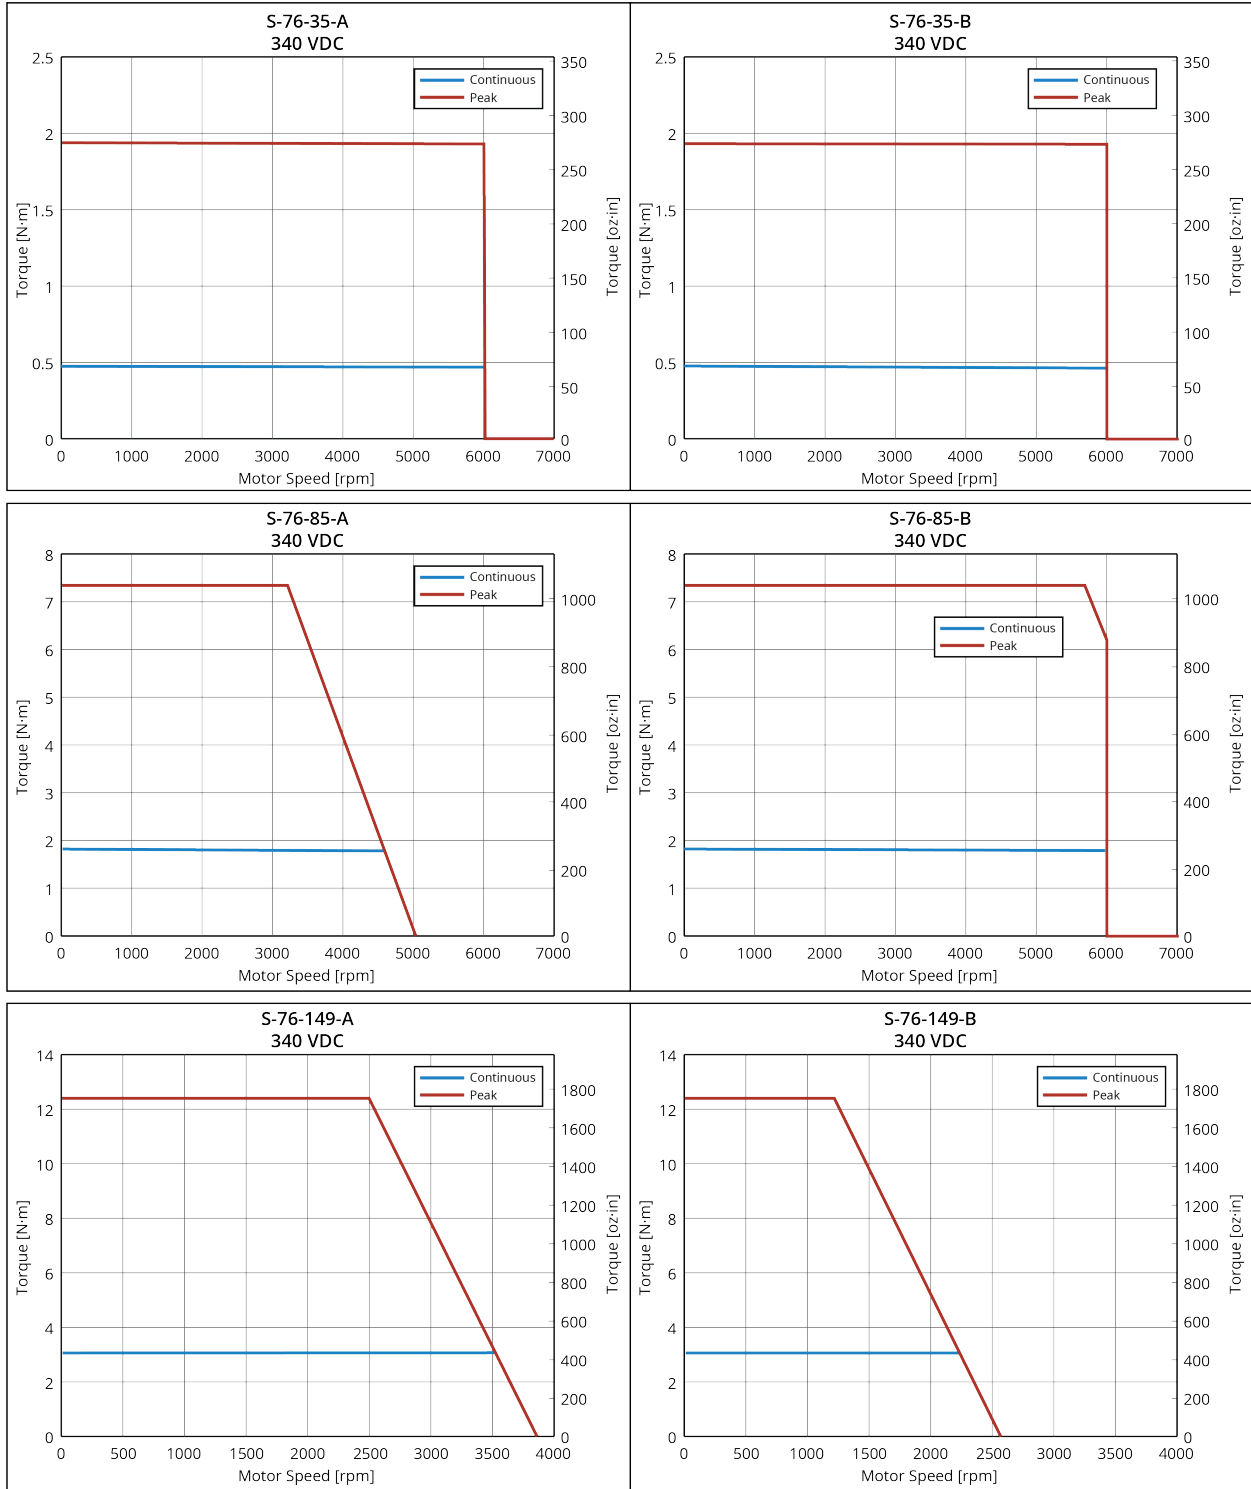 S-76-35-A
340 VDC
Continuous
Peak
2.5
2
1.5
1
0.5
0
350
300
250
200
150
100
50
0
Torque [N·m]
Torque [oz·in]
0 1000 2000 3000 4000 5000 6000 7000
Motor Speed [rpm]
S-76-35-B
340 VDC
Continuous
Peak
2.5
2
1.5
1
0.5
0
350
300
250
200
150
100
50
0
Torque [N·m]
Torque [oz·in]
0 1000 2000 3000 4000 5000 6000 7000
Motor Speed [rpm]
S-76-85-A
340 VDC
Continuous
Peak
8
7
6
5
4
3
2
1
0
1000
800
600
400
200
0
Torque [N·m]
Torque [oz·in]
0 1000 2000 3000 4000 5000 6000 7000
Motor Speed [rpm]
S-76-85-B
340 VDC
Continuous
Peak
8
7
6
5
4
3
2
1
0
1000
800
600
400
200
0
Torque [N·m]
Torque [oz·in]
0 1000 2000 3000 4000 5000 6000 7000
Motor Speed [rpm]
S-76-149-A
340 VDC
Continuous
Peak
14
12
10
8
6
4
2
0
1800
1600
1400
1200
1000
800
600
400
200
0
Torque [N·m]
Torque [oz·in]
0 500 1000 1500 2000 2500 3000 3500 4000
Motor Speed [rpm]
S-76-149-B
340 VDC
Continuous
Peak
14
12
10
8
6
4
2
0
1800
1600
1400
1200
1000
800
600
400
200
0
Torque [N·m]
Torque [oz·in]
0 500 1000 1500 2000 2500 3000 3500 4000
Motor Speed [rpm]